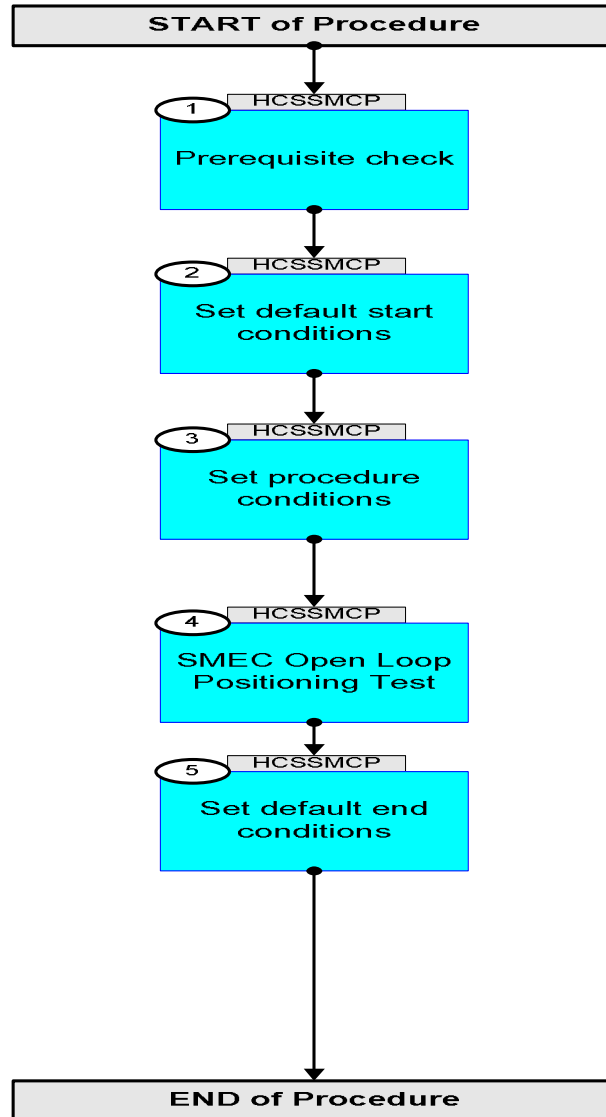 START of Procedure
HCSSMCP
1
Prerequisite check
HCSSMCP
2
Set default start
conditions
HCSSMCP
3
Set procedure
conditions
HCSSMCP
4
SMEC Open Loop
Positioning Test
HCSSMCP
5
Set default end
conditions
END of Procedure